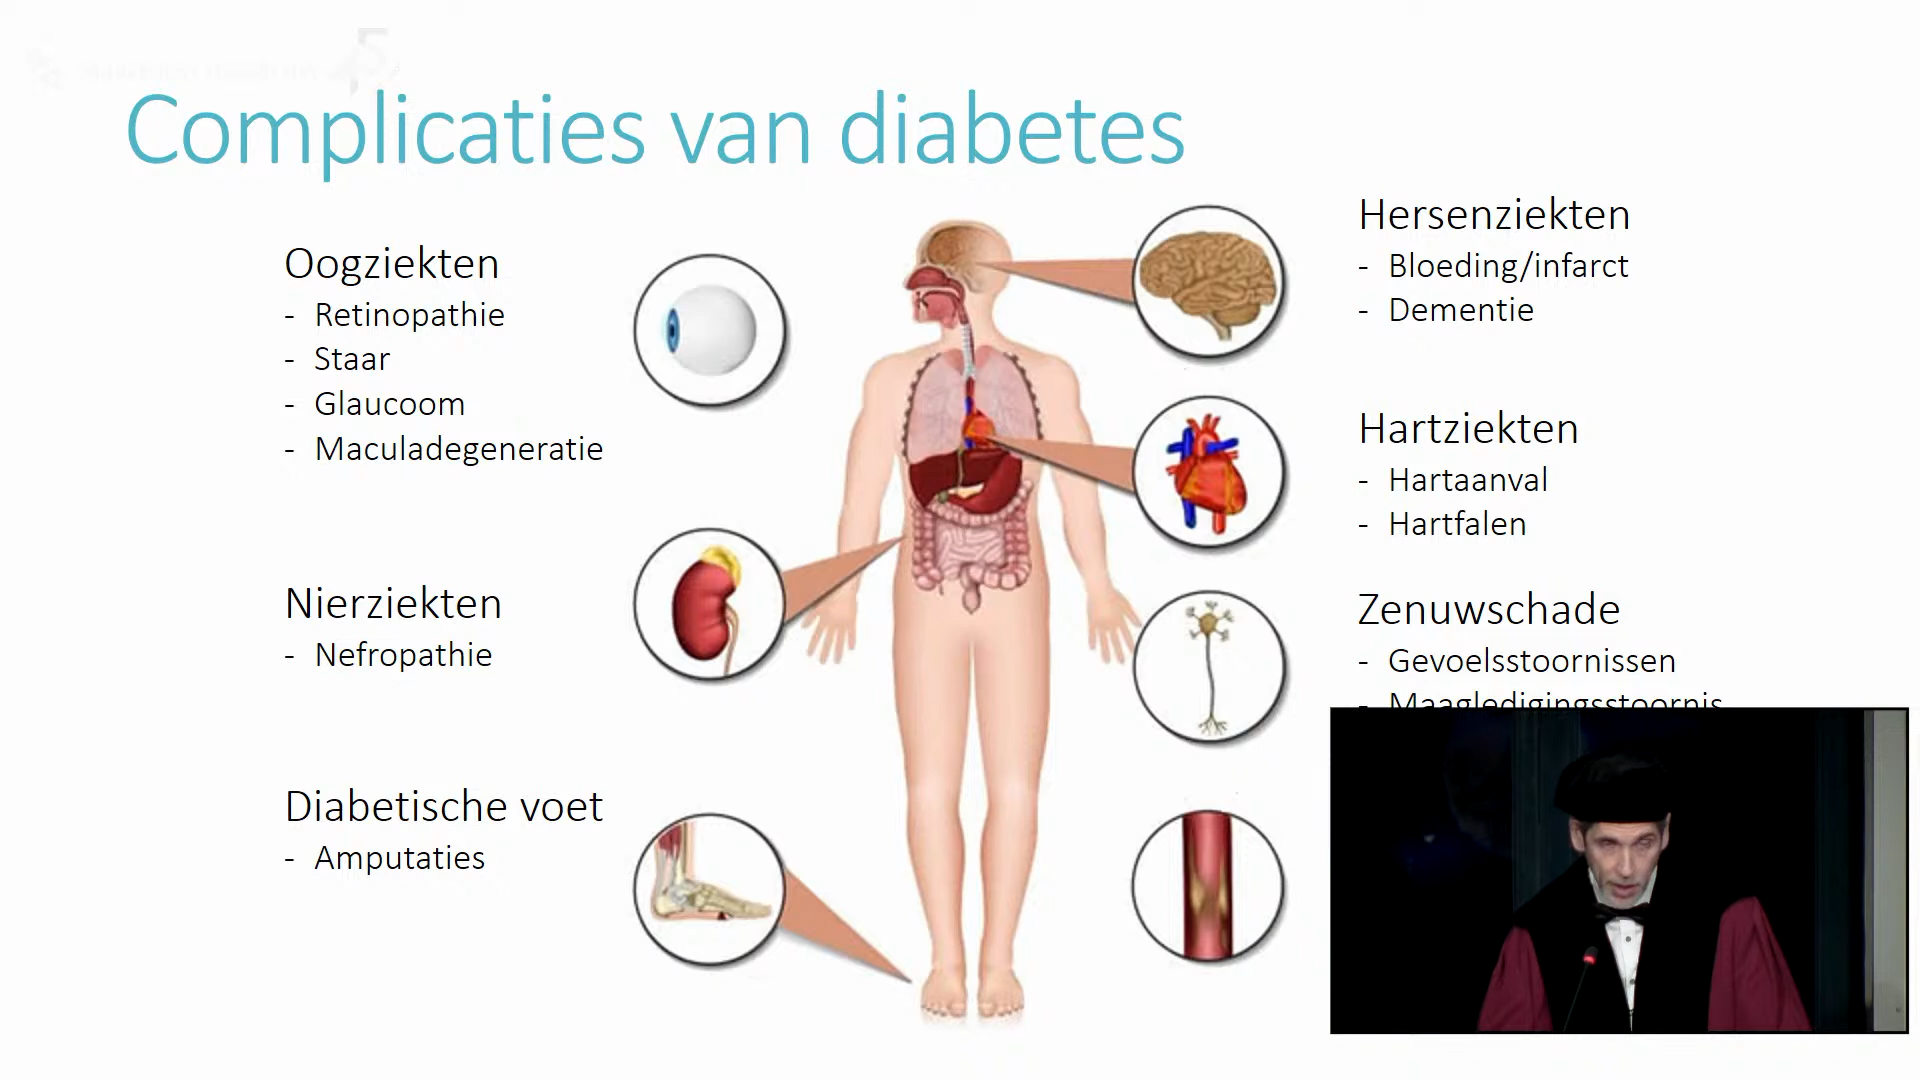 Complicaties van diabetes
Oogziekten
- Retinopathie
- Staar
- Glaucoom
- Maculadegeneratie
Nierziekten
- Nefropathie
Diabetische voet
- Amputaties
Hersenziekten
- Bloeding/infarct
- Dementie
Hartziekten
- Hartaanval
- Hartfalen
Zenuwschade
- Gevoelsstoornissen
- Maagledigingsstoornis